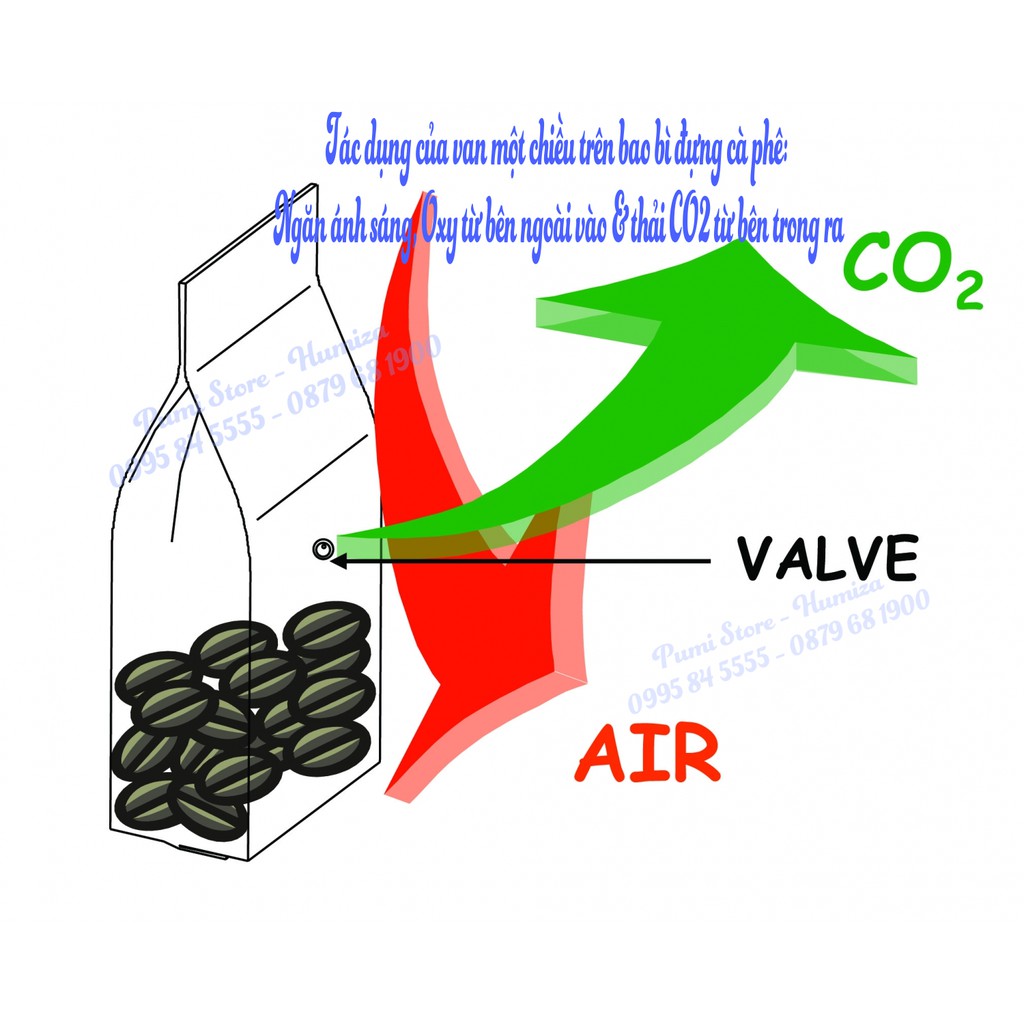 Tác dụng của van một chiều trên bao bì đựng cà phê:
Ngăn ánh sáng, Oxy từ bên ngoài vào & thải CO2 từ bên trong ra
CO₂
Pumi Store - Humiza
0995 84 5555 - 0879 68 1900
VALVE
Pumi Store - Humiza
0995 84 5555 - 0879 68 1900
AIR